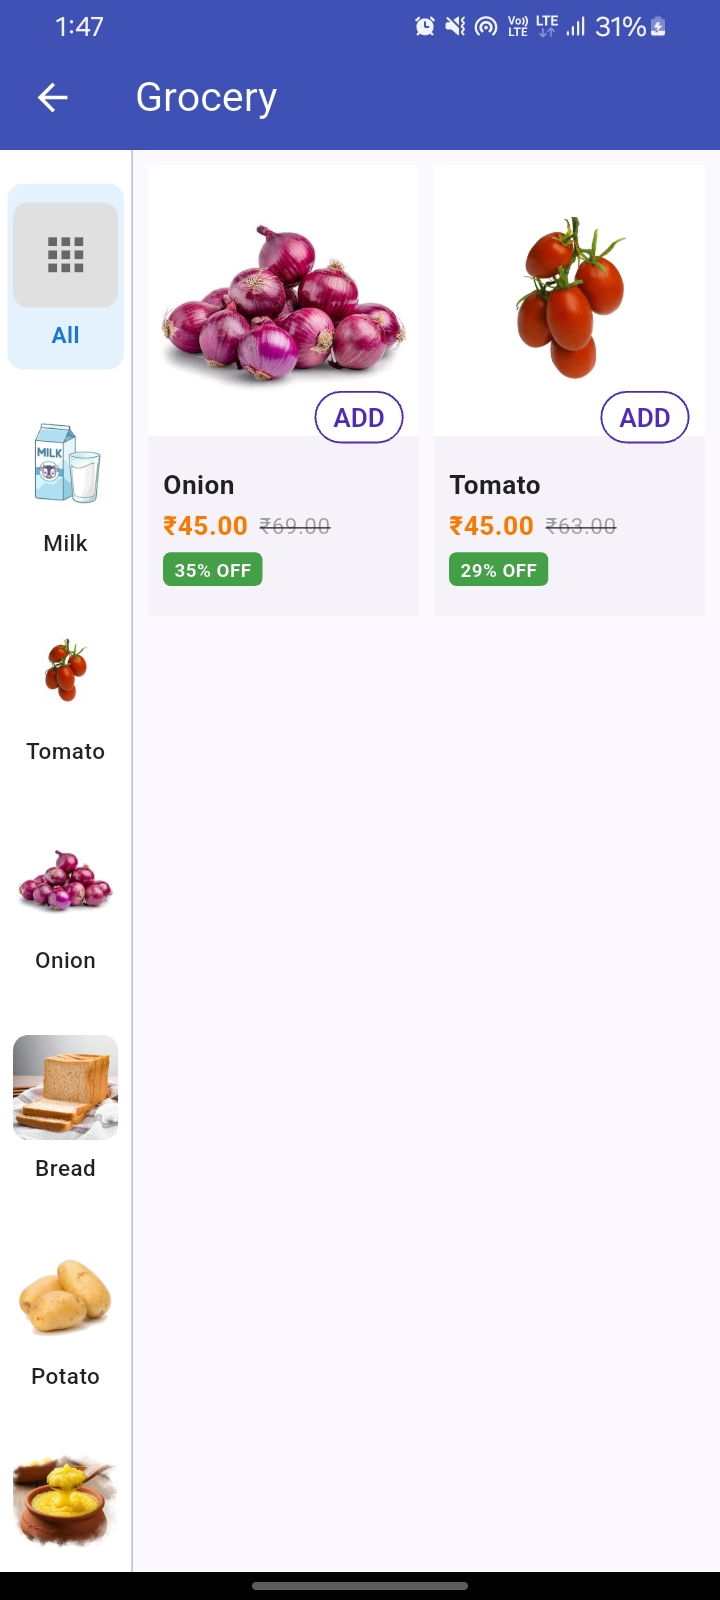 1:47
Vo))
LTE
LTE
31%
Grocery
All
MILK
Milk
Tomato
Onion
Bread
Potato
ADD
Onion
₹45.00 ₹69.00
35% OFF
ADD
Tomato
₹45.00 ₹63.00
29% OFF